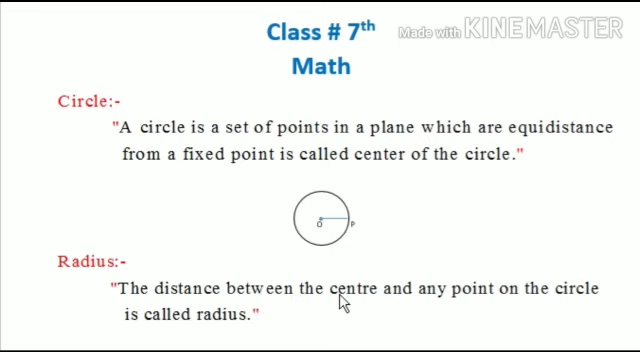 Class # 7th
Made with KINEMASTER
Math
Circle:-
"A circle is a set of points in a plane which are equidistance
from a fixed point is called center of the circle."
O P
Radius:-
"The distance between the centre and any point on the circle
is called radius."